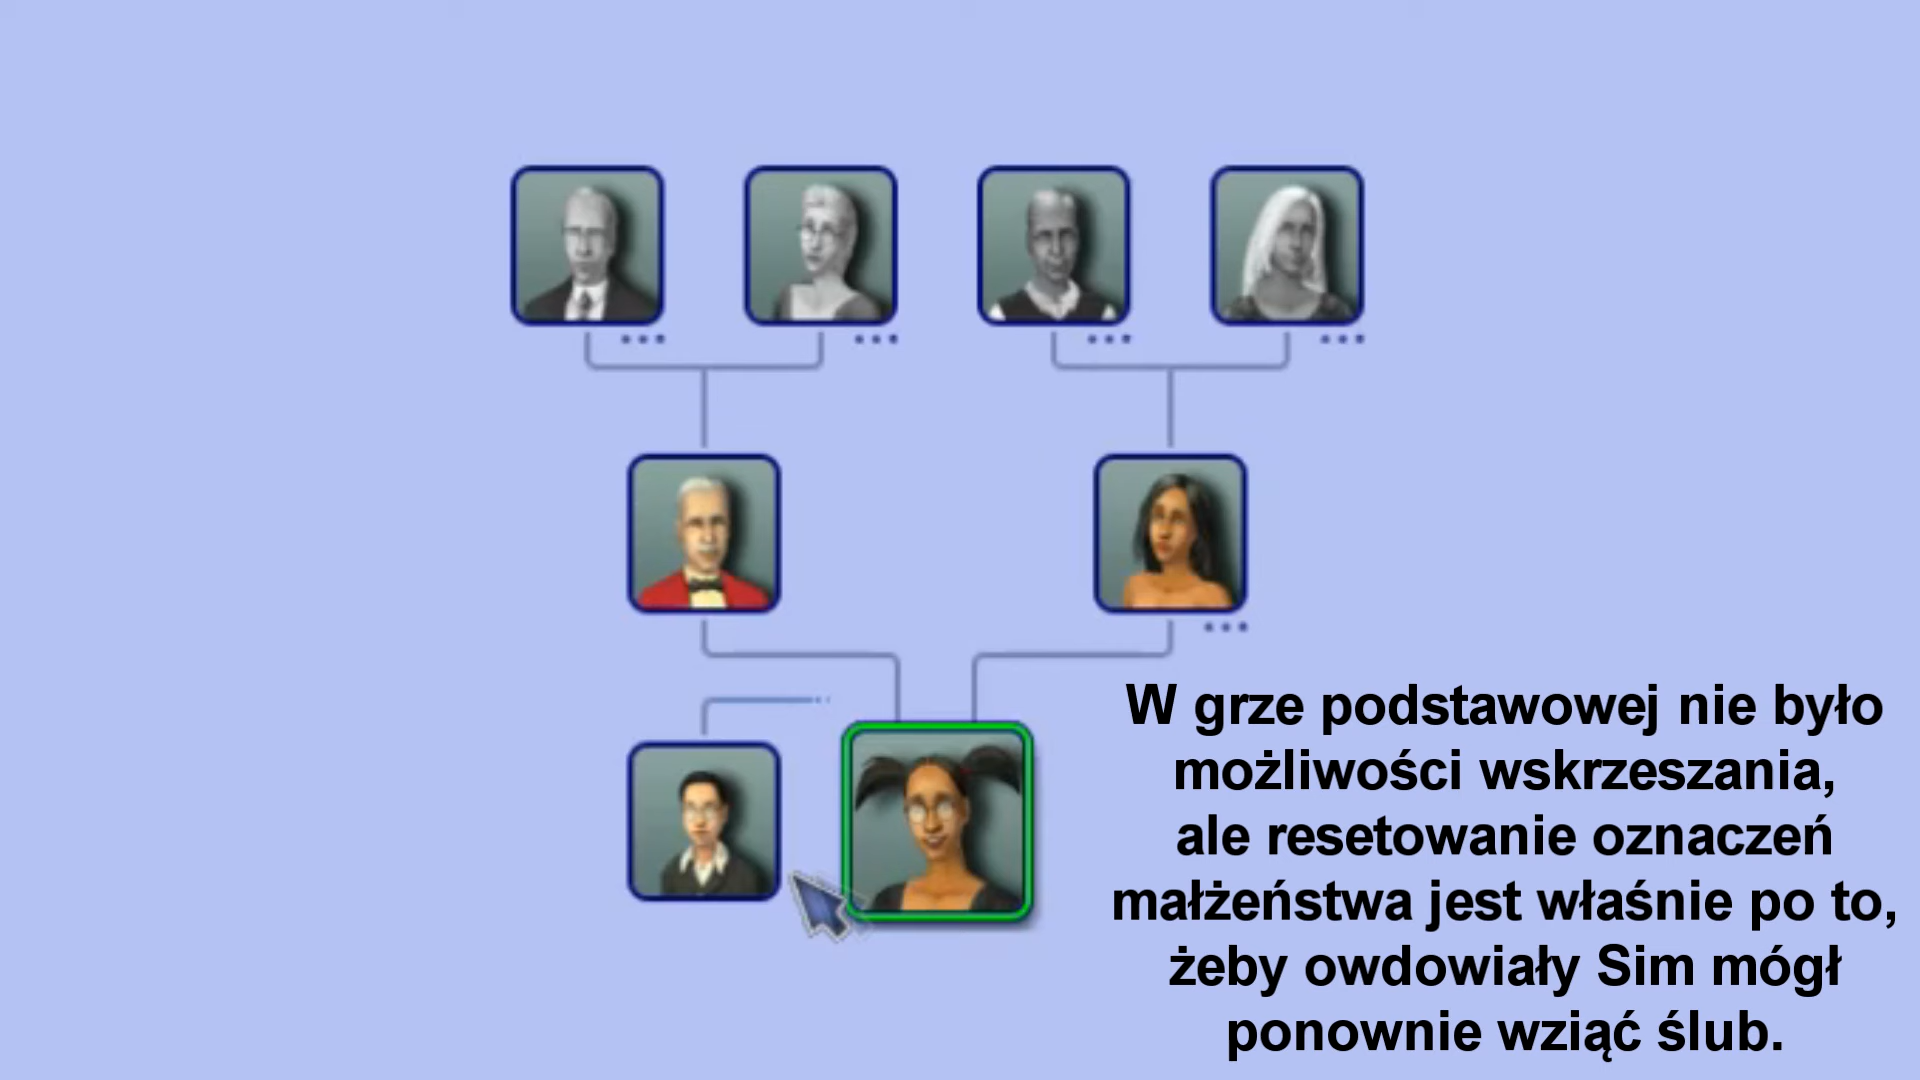 W grze podstawowej nie było
możliwości wskrzeszania,
ale resetowanie oznaczeń
małżeństwa jest właśnie po to,
żeby owdowiały Sim mógł
ponownie wziąć ślub.